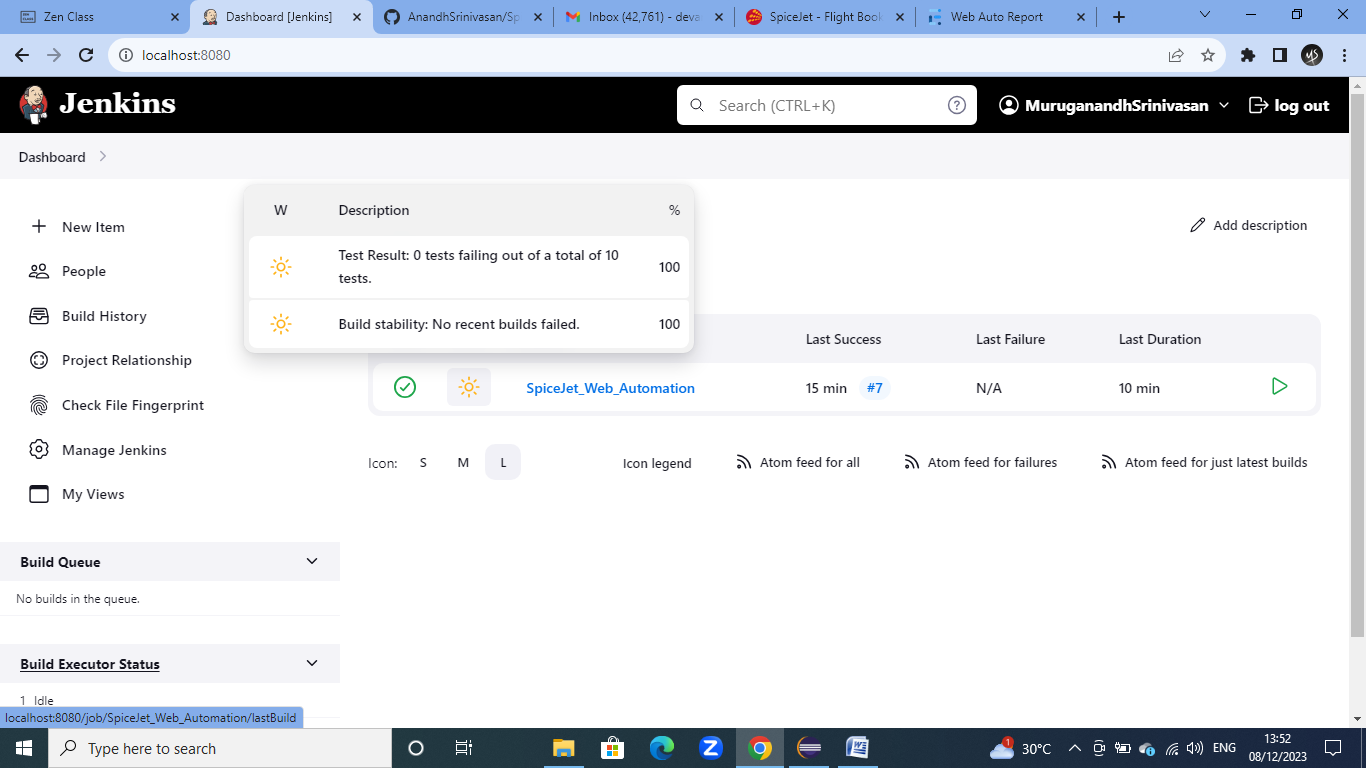 Zen Class
Dashboard [Jenkins]
AnandhSrinivasan/Sp
Inbox (42,761) - deva
SpiceJet - Flight Book
Web Auto Report
localhost:8080
Jenkins
Search (CTRL+K)
?
MuruganandhSrinivasan
log out
Dashboard
New Item
People
Build History
Project Relationship
Check File Fingerprint
Manage Jenkins
My Views
W Description %
Test Result: 0 tests failing out of a total of 10
tests.
100
Build stability: No recent builds failed. 100
Add description
Last Success Last Failure Last Duration
SpiceJet_Web_Automation 15 min #7 N/A 10 min
Icon: S M L
Icon legend
Atom feed for all
Atom feed for failures
Atom feed for just latest builds
Build Queue
No builds in the queue.
Build Executor Status
1 Idle
localhost:8080/job/SpiceJet_Web_Automation/lastBuild
Type here to search
1
30°C
ENG
13:52
08/12/2023